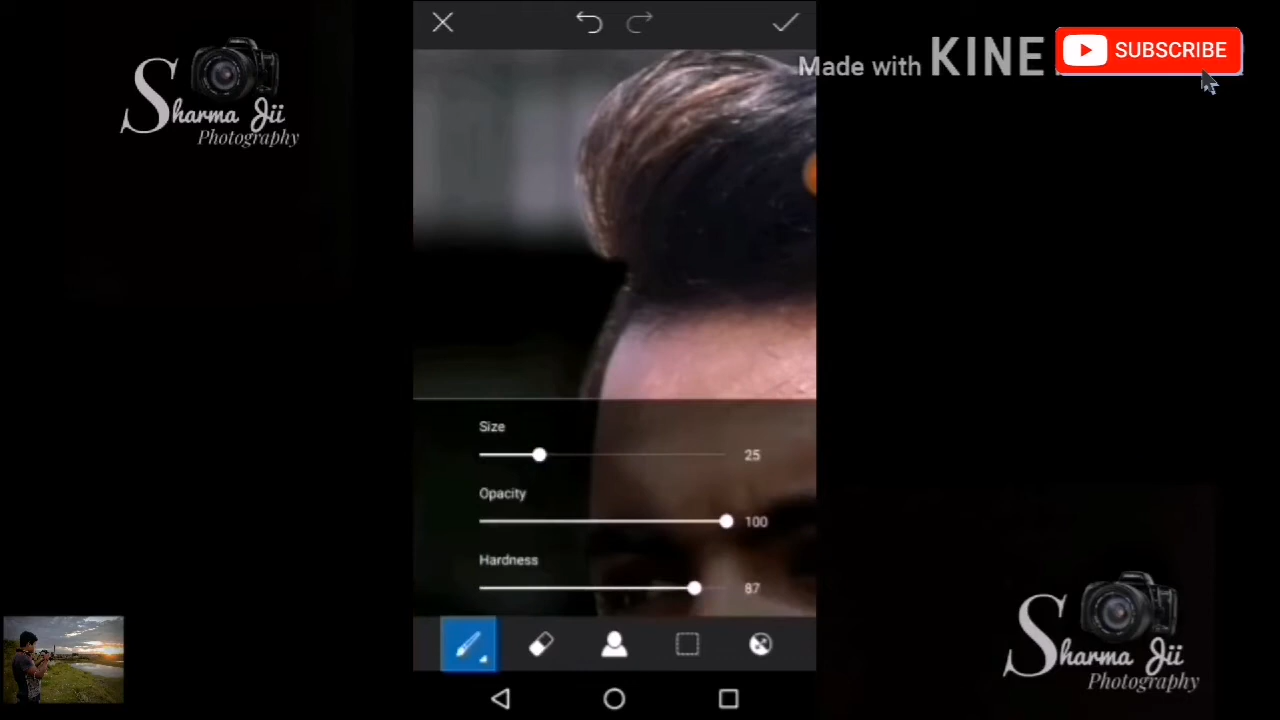 Sharma Jii
Photography
Made with KINE
SUBSCRIBE
Size
25
Opacity
100
Hardness
87
Sharma Jii
Photography